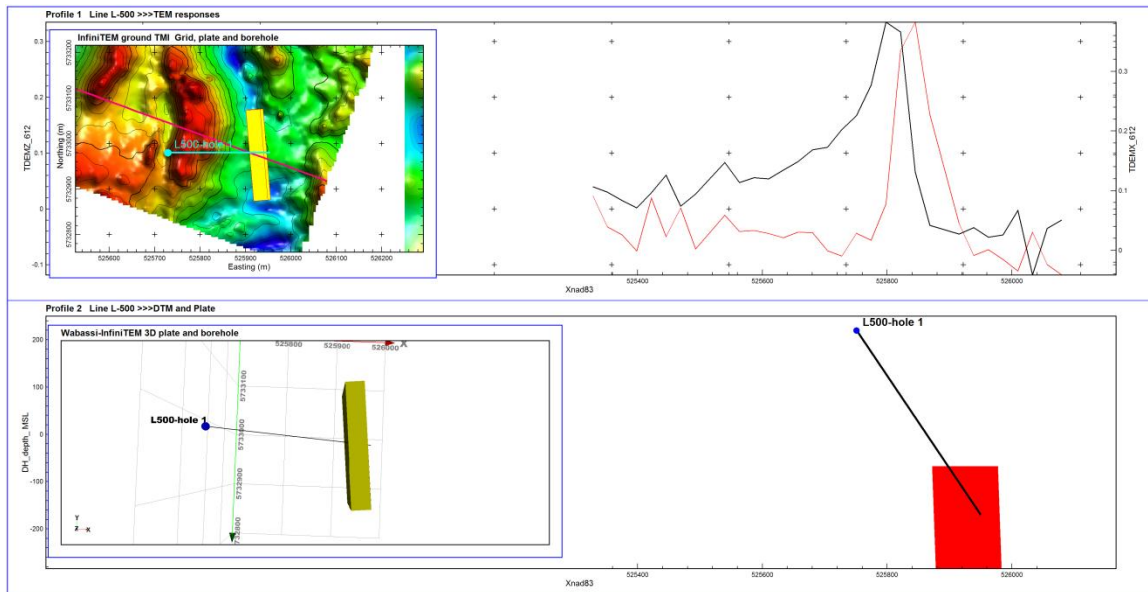 Profile 1 Line L-500 >>>TEM responses
InfiniTEM ground TMI Grid, plate and borehole
5733200
5733100
5733000
5732900
5732800
Northing (m)
L500-hole 1
525600
525700
525800
525900
526000
526100
526200
Easting (m)
TDEMZ_612
0.3
0.2
0.1
0
-0.1
TDEMX_612
0.3
0.2
0.1
0
525400
525600
525800
526000
Xnad83
Profile 2 Line L-500 >>>DTM and Plate
Wabassi-InfiniTEM 3D plate and borehole
525800
525900
526000
X
5733100
5733000
5732900
5732800
L500-hole 1
Y
Z X
DH_depth_MSL
200
100
0
-100
-200
L500-hole 1
525400
525600
525800
526000
Xnad83